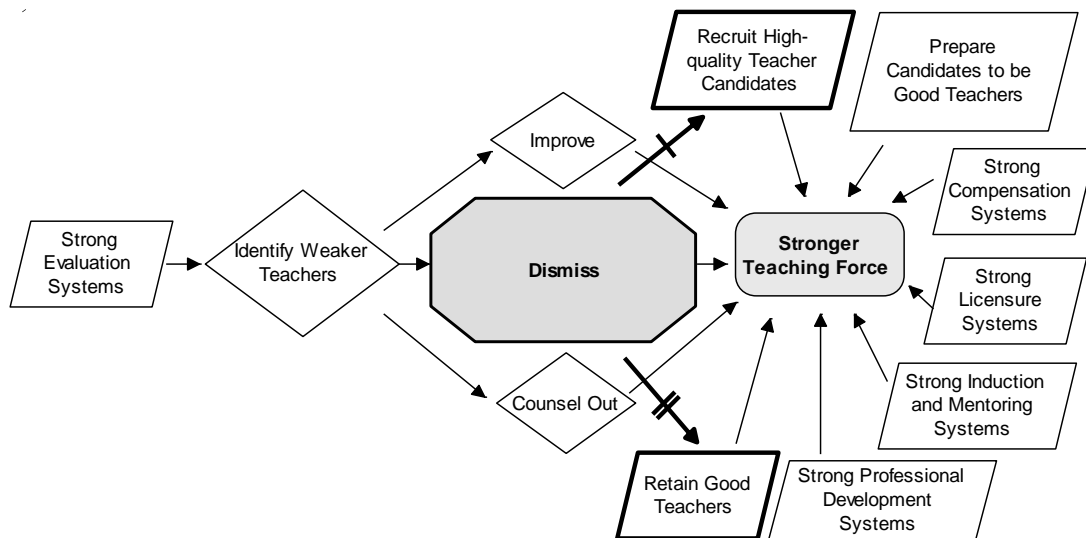 Recruit High-
quality Teacher
Candidates
Prepare
Candidates to be
Good Teachers
Improve
Strong
Compensation
Systems
Strong
Evaluation
Systems
Identify Weaker
Teachers
Dismiss
Stronger
Teaching Force
Strong
Licensure
Systems
Counsel Out
Strong Induction
and Mentoring
Systems
Retain Good
Teachers
Strong Professional
Development
Systems